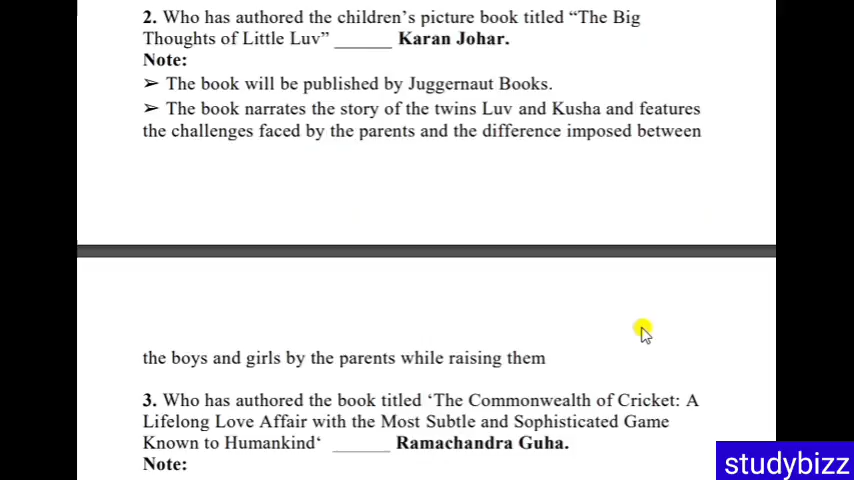 2. Who has authored the children’s picture book titled “The Big
Thoughts of Little Luv” ______ Karan Johar.
Note:
➢ The book will be published by Juggernaut Books.
➢ The book narrates the story of the twins Luv and Kusha and features
the challenges faced by the parents and the difference imposed between
the boys and girls by the parents while raising them
3. Who has authored the book titled ‘The Commonwealth of Cricket: A
Lifelong Love Affair with the Most Subtle and Sophisticated Game
Known to Humankind‘ ______ Ramachandra Guha.
Note:
studybizz